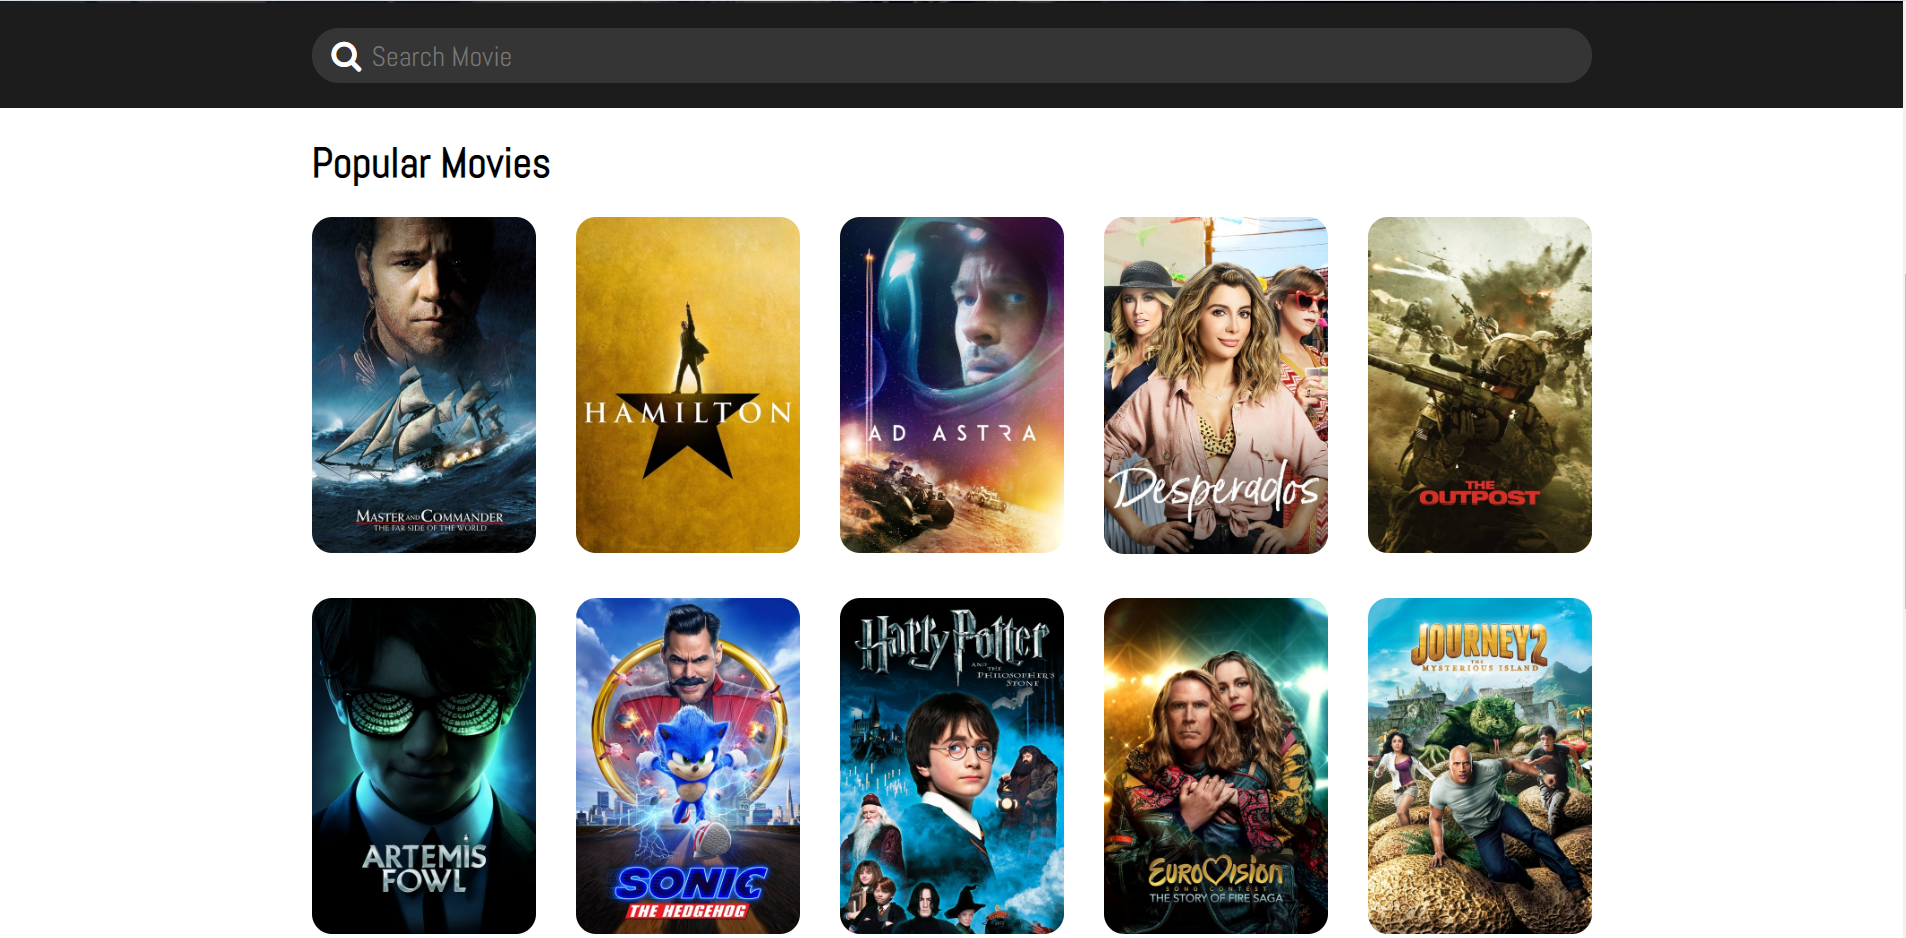 Search Movie
Popular Movies
MASTER AND COMMANDER
THE FAR SIDE OF THE WORLD
HAMILTON
AD ASTRA
Desperados
THE
OUTPOST
ARTEMIS
FOWL
SONIC
THE HEDGEHOG
Harry Potter
AND THE
PHILOSOPHER'S
STONE
EUROVISION
SONG CONTEST
THE STORY OF FIRE SAGA
JOURNEY 2
THE
MYSTERIOUS ISLAND